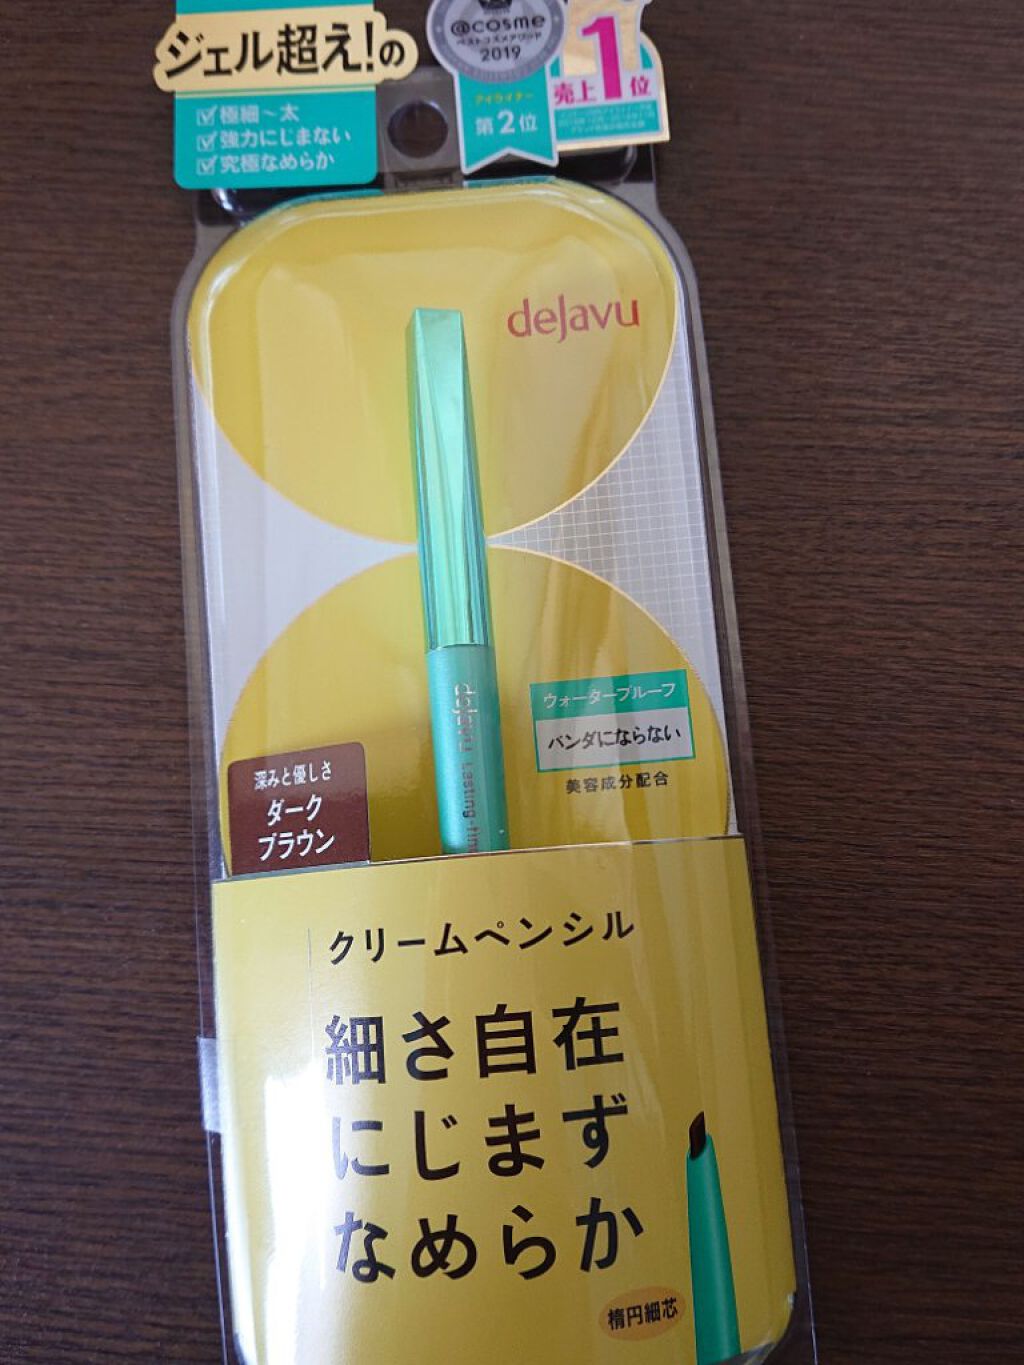 ジェル超え!の
極細～太
強力ににじまない
究極なめらか
@cosme
ベストコスメアワード
2019
アイライナー
第2位
売上1位
dejavu
dejavu Lasting-fine
ウォータープルーフ
パンダにならない
美容成分配合
深みと優しさ
ダーク
ブラウン
クリームペンシル
細さ自在
にじまず
なめらか
楕円細芯